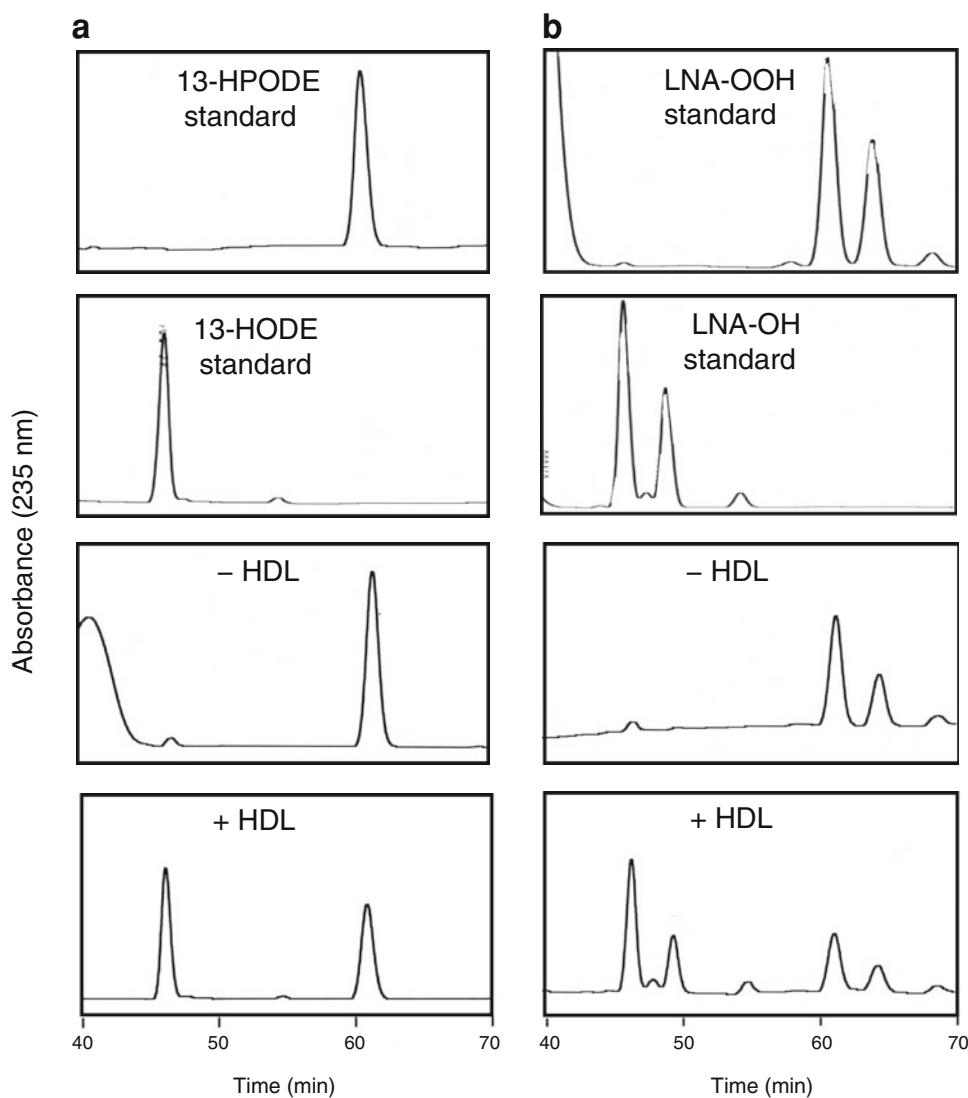 a
13-HPODE
standard
13-HODE
standard
– HDL
+ HDL
40 50 60 70
Time (min)
Absorbance (235 nm)
b
LNA-OOH
standard
LNA-OH
standard
– HDL
+ HDL
40 50 60 70
Time (min)